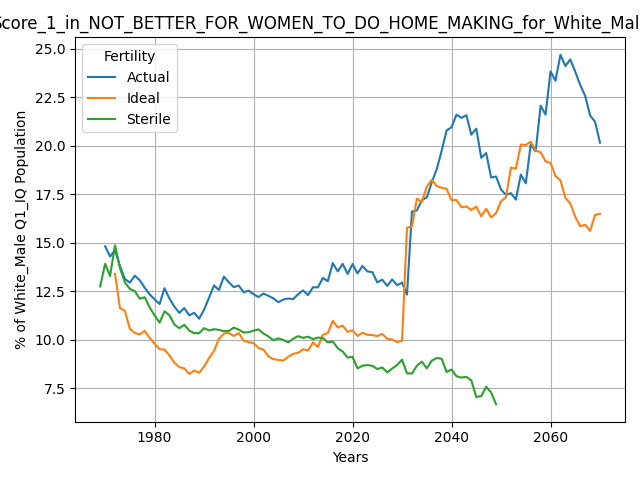 Score_1_in_NOT_BETTER_FOR_WOMEN_TO_DO_HOME_MAKING_for_White_Mal
Fertility
Actual
Ideal
Sterile
% of White_Male Q1_IQ Population
25.0
22.5
20.0
17.5
15.0
12.5
10.0
7.5
1980 2000 2020 2040 2060
Years